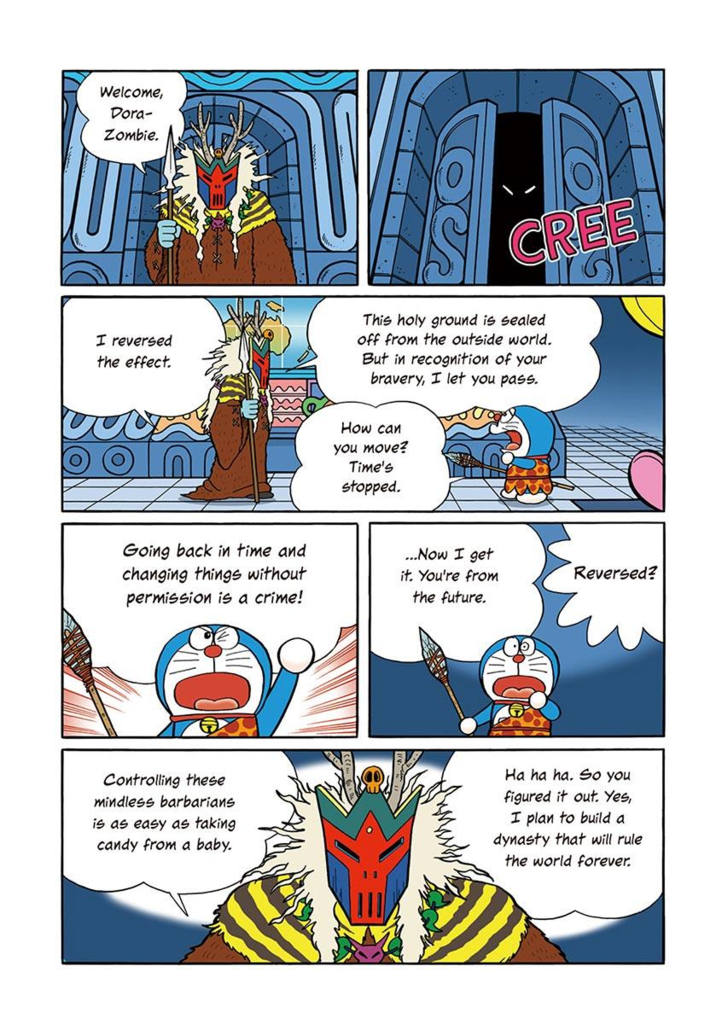 CREE
Welcome,
Dora-
Zombie.
This holy ground is sealed
off from the outside world.
But in recognition of your
bravery, I let you pass.
How can
you move?
Time's
stopped.
I reversed
the effect.
Reversed?
...Now I get
it. You're from
the future.
Going back in time and
changing things without
permission is a crime!
Ha ha ha. So you
figured it out. Yes,
I plan to build a
dynasty that will rule
the world forever.
Controlling these
mindless barbarians
is as easy as taking
candy from a baby.